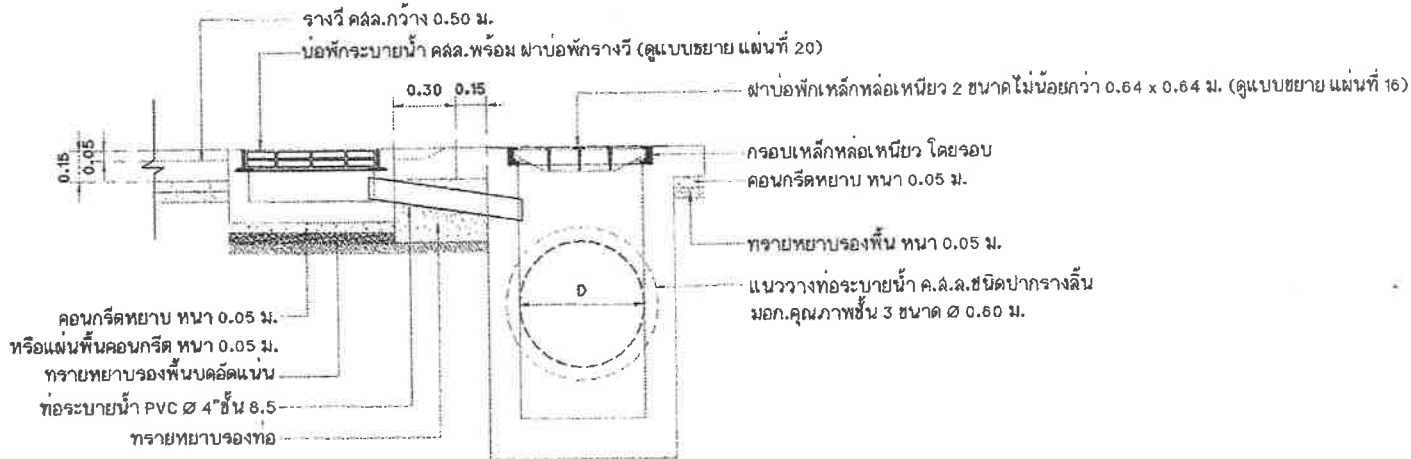 รางวี คสล.กว้าง 0.50 ม.
บ่อพักระบายน้ำ คสล.พร้อม ฝาบ่อพักรางวี (ดูแบบขยาย แผ่นที่ 20)
0.30 0.15
ฝาบ่อพักเหล็กหล่อเหนียว 2 ขนาดไม่น้อยกว่า 0.64 x 0.64 ม. (ดูแบบขยาย แผ่นที่ 16)
0.15
0.05
กรอบเหล็กหล่อเหนียว โดยรอบ
คอนกรีตหยาบ หนา 0.05 ม.
ทรายหยาบรองพื้น หนา 0.05 ม.
D
แนววางท่อระบายน้ำ ค.ส.ล.ชนิดปากรางลิ้น
มอก.คุณภาพชั้น 3 ขนาด Ø 0.60 ม.
คอนกรีตหยาบ หนา 0.05 ม.
หรือแผ่นพื้นคอนกรีต หนา 0.05 ม.
ทรายหยาบรองพื้นบดอัดแน่น
ท่อระบายน้ำ PVC Ø 4"ชั้น 8.5
ทรายหยาบรองท่อ